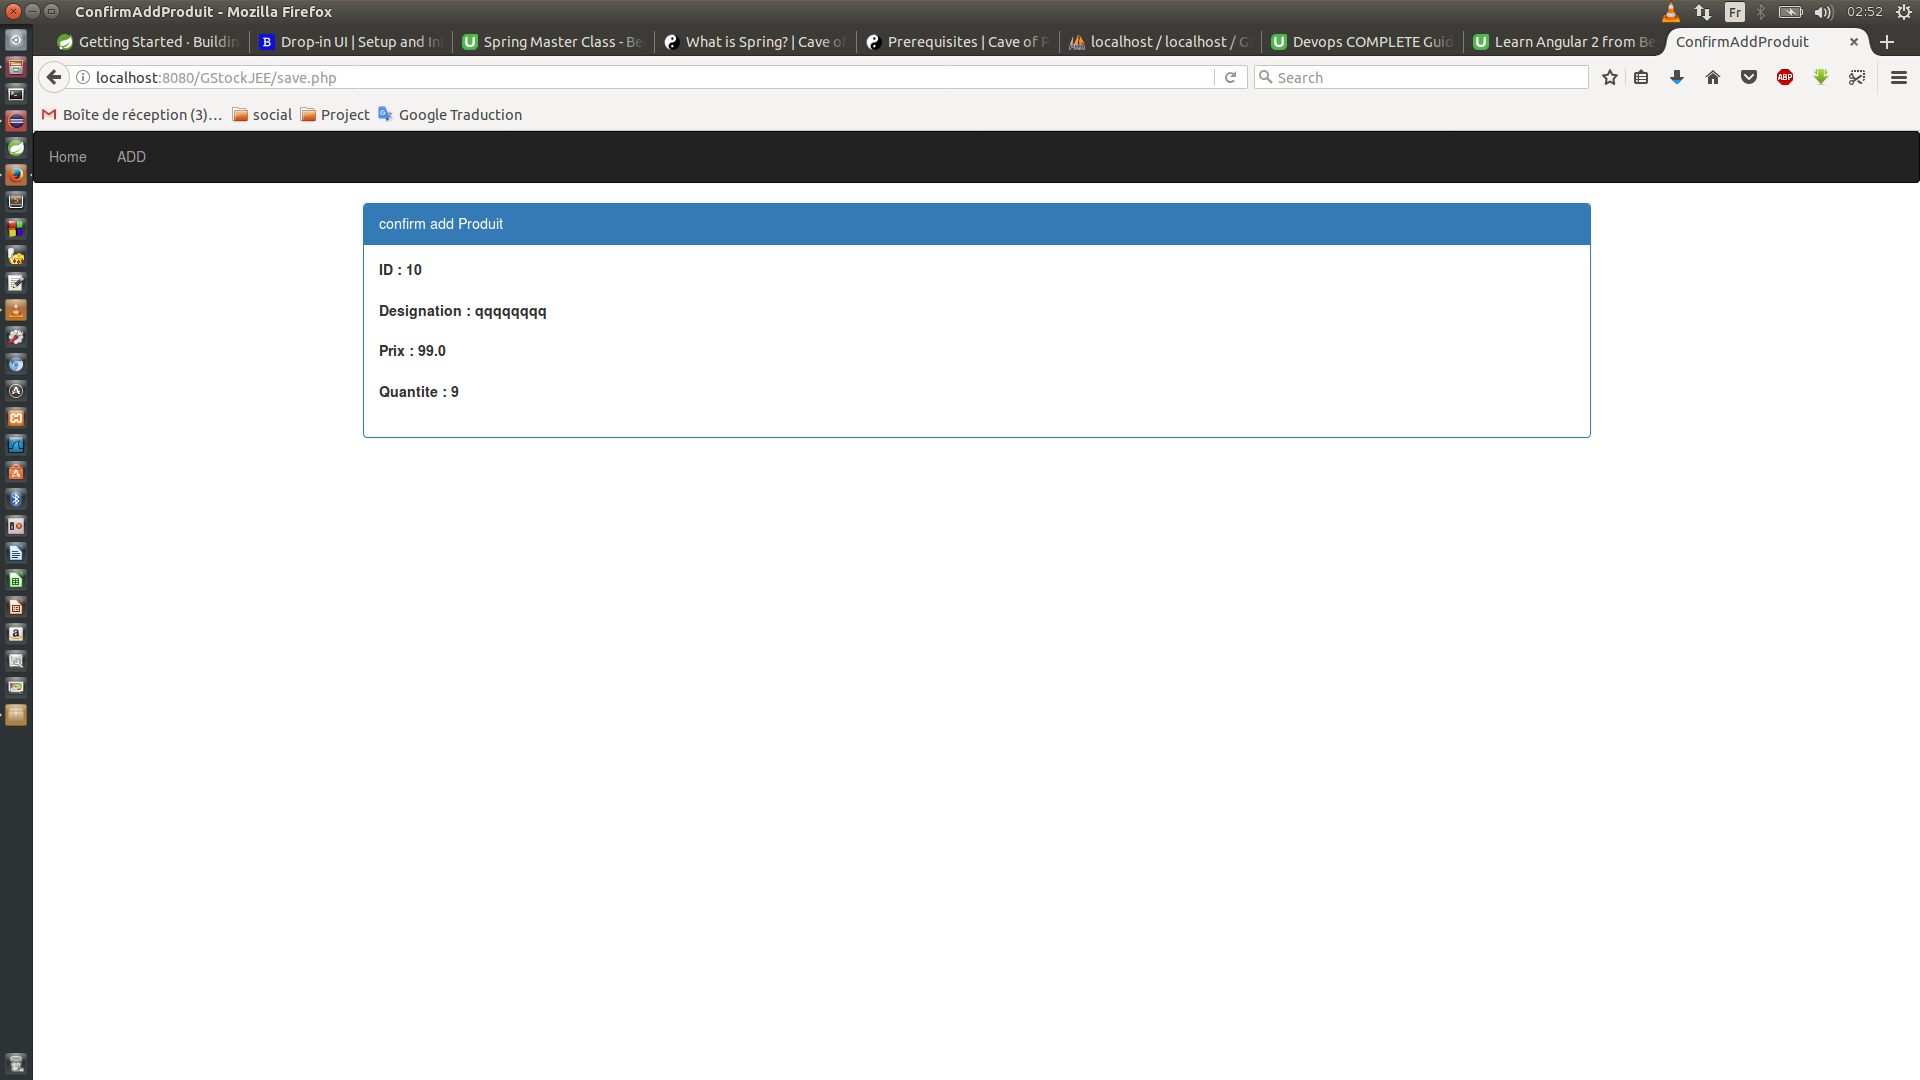 ConfirmAddProduit - Mozilla Firefox
Fr
02:52
Getting Started · Buildin
Drop-in UI | Setup and In
Spring Master Class - Be
What is Spring? | Cave of
Prerequisites | Cave of P
localhost / localhost / G
Devops COMPLETE Guid
Learn Angular 2 from Be
ConfirmAddProduit
localhost:8080/GStockJEE/save.php
Search
ABP
Boîte de réception (3)…
social
Project
Google Traduction
Home
ADD
confirm add Produit
ID : 10
Designation : qqqqqqqq
Prix : 99.0
Quantite : 9